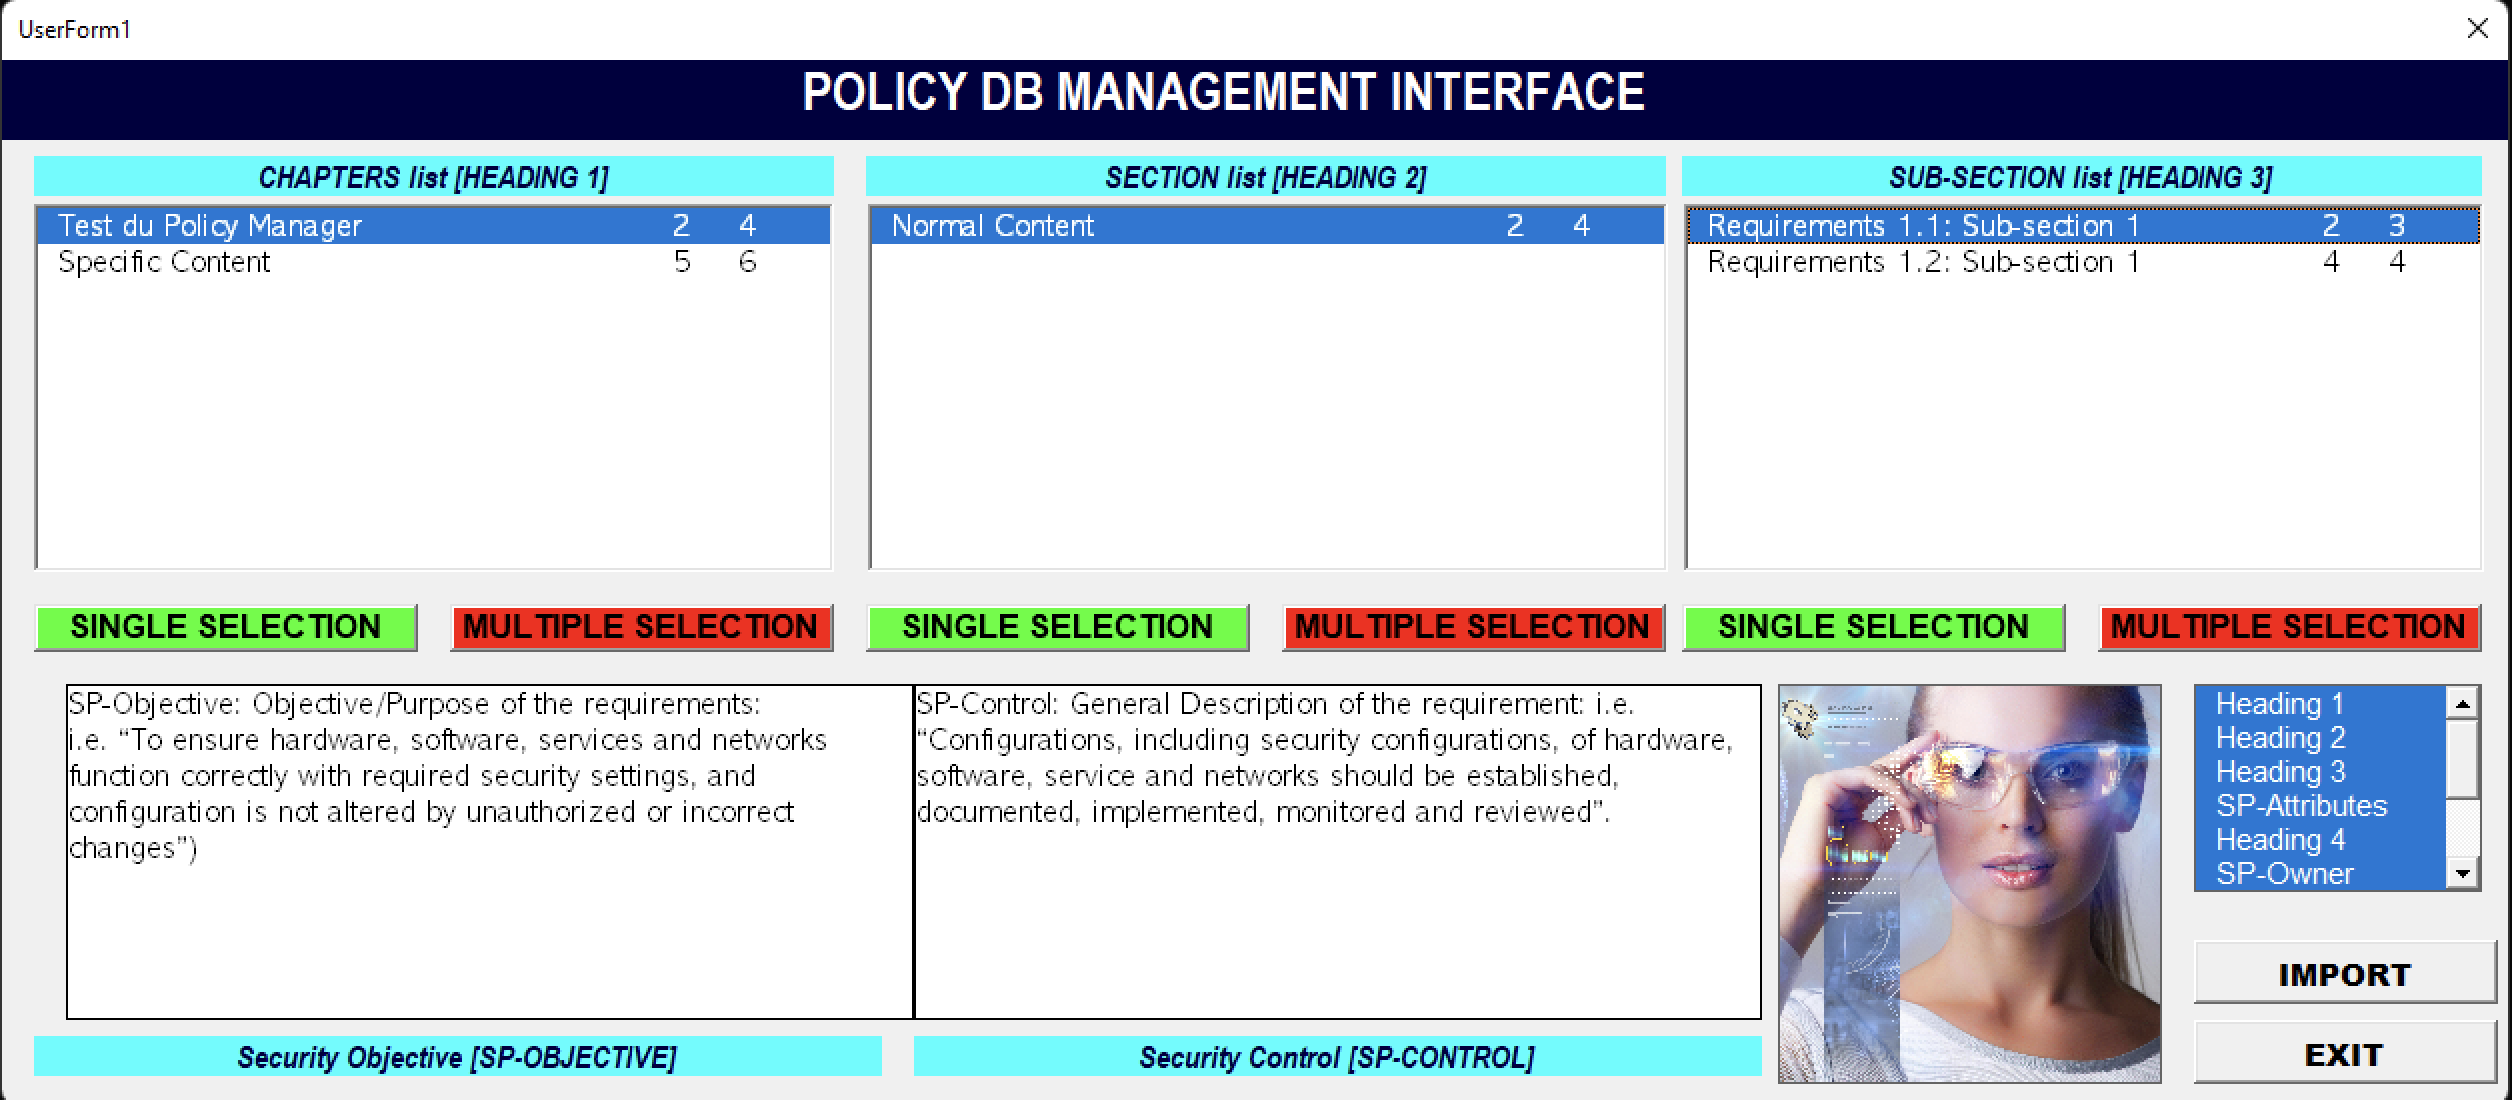 UserForm1
POLICY DB MANAGEMENT INTERFACE
CHAPTERS list [HEADING 1]
Test du Policy Manager 2 4
Specific Content 5 6
SECTION list [HEADING 2]
Normal Content 2 4
SUB-SECTION list [HEADING 3]
Requirements 1.1: Sub-section 1 2 3
Requirements 1.2: Sub-section 1 4 4
SINGLE SELECTION
MULTIPLE SELECTION
SINGLE SELECTION
MULTIPLE SELECTION
SINGLE SELECTION
MULTIPLE SELECTION
SP-Objective: Objective/Purpose of the requirements:
i.e. “To ensure hardware, software, services and networks
function correctly with required security settings, and
configuration is not altered by unauthorized or incorrect
changes”)
Security Objective [SP-OBJECTIVE]
SP-Control: General Description of the requirement: i.e.
“Configurations, including security configurations, of hardware,
software, service and networks should be established,
documented, implemented, monitored and reviewed”.
Security Control [SP-CONTROL]
Heading 1
Heading 2
Heading 3
SP-Attributes
Heading 4
SP-Owner
IMPORT
EXIT